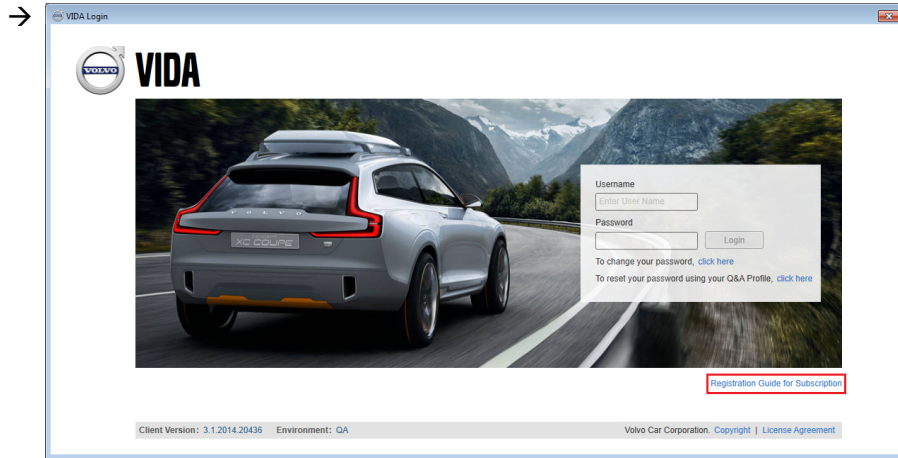 →
VIDA Login
VOLVO
VIDA
VOLVO
XC COUPE
Username
Enter User Name
Password
Login
To change your password, click here
To reset your password using your Q&A Profile, click here
Registration Guide for Subscription
Client Version: 3.1.2014.20436 Environment: QA
Volvo Car Corporation. Copyright | License Agreement